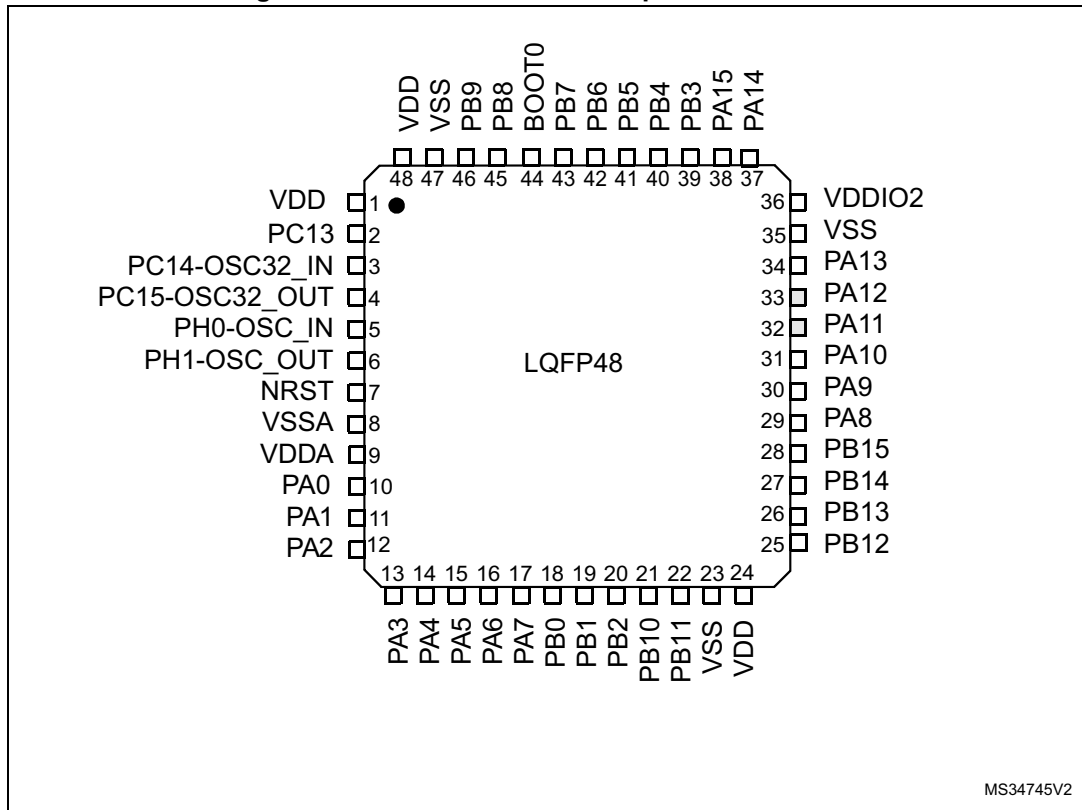 VDD
VSS
PB9
PB8
BOOT0
PB7
PB6
PB5
PB4
PB3
PA15
PA14
48 47 46 45 44 43 42 41 40 39 38 37
VDD 1 36 VDDIO2
PC13 2 35 VSS
PC14-OSC32_IN 3 34 PA13
PC15-OSC32_OUT 4 33 PA12
PH0-OSC_IN 5 32 PA11
PH1-OSC_OUT 6 LQFP48 31 PA10
NRST 7 30 PA9
VSSA 8 29 PA8
VDDA 9 28 PB15
PA0 10 27 PB14
PA1 11 26 PB13
PA2 12 25 PB12
13 14 15 16 17 18 19 20 21 22 23 24
PA3
PA4
PA5
PA6
PA7
PB0
PB1
PB2
PB10
PB11
VSS
VDD
MS34745V2